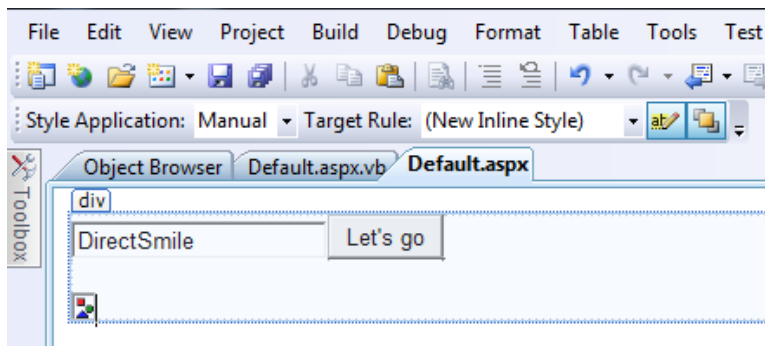 File Edit View Project Build Debug Format Table Tools Test
Style Application: Manual Target Rule: (New Inline Style) ab
Toolbox
Object Browser Default.aspx.vb Default.aspx
div
DirectSmile Let's go